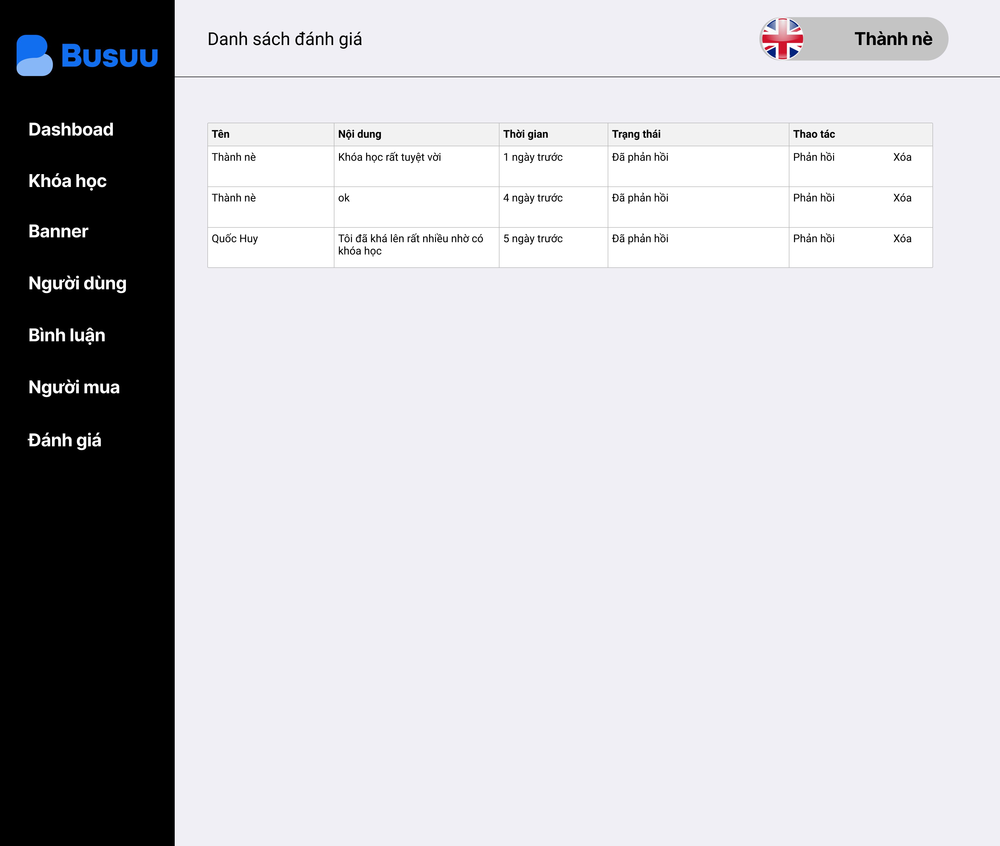 Busuu
Dashboad
Khóa học
Banner
Người dùng
Bình luận
Người mua
Đánh giá
Danh sách đánh giá
Thành nè
Tên Nội dung Thời gian Trạng thái Thao tác
Thành nè Khóa học rất tuyệt vời 1 ngày trước Đã phản hồi Phản hồi Xóa
Thành nè ok 4 ngày trước Đã phản hồi Phản hồi Xóa
Quốc Huy Tôi đã khá lên rất nhiều nhờ có 5 ngày trước Đã phản hồi Phản hồi Xóa
khóa học